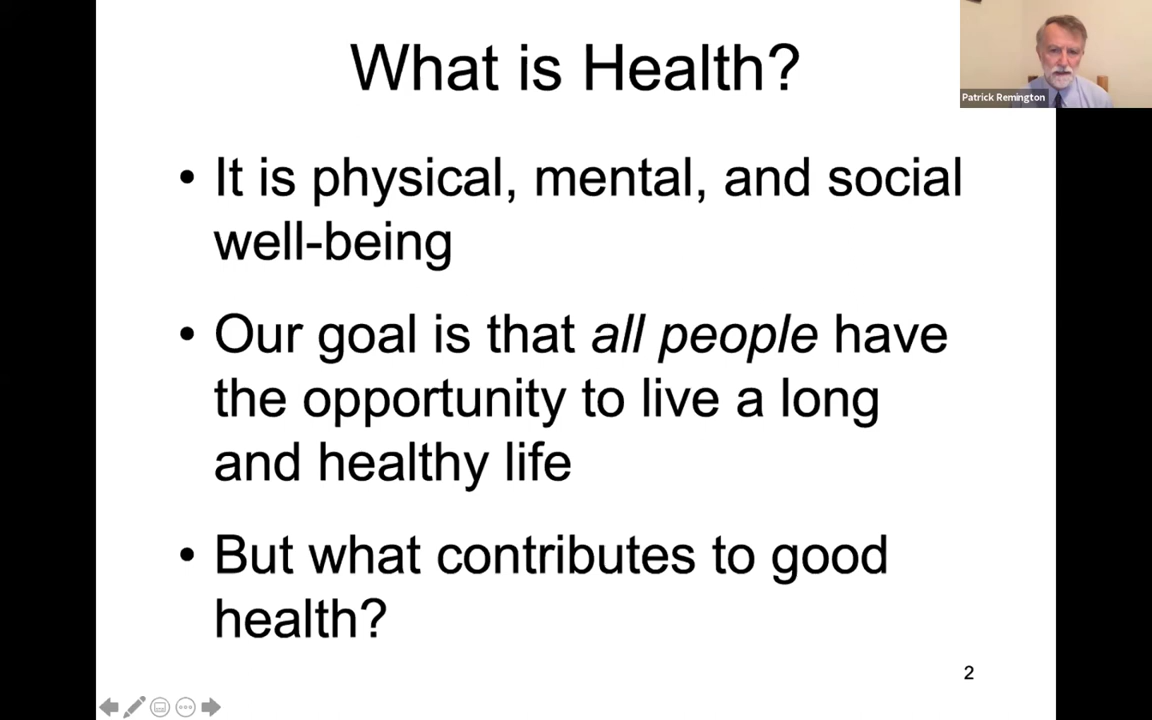 What is Health?
Patrick Remington
• It is physical, mental, and social
well-being
• Our goal is that all people have
the opportunity to live a long
and healthy life
• But what contributes to good
health?
2